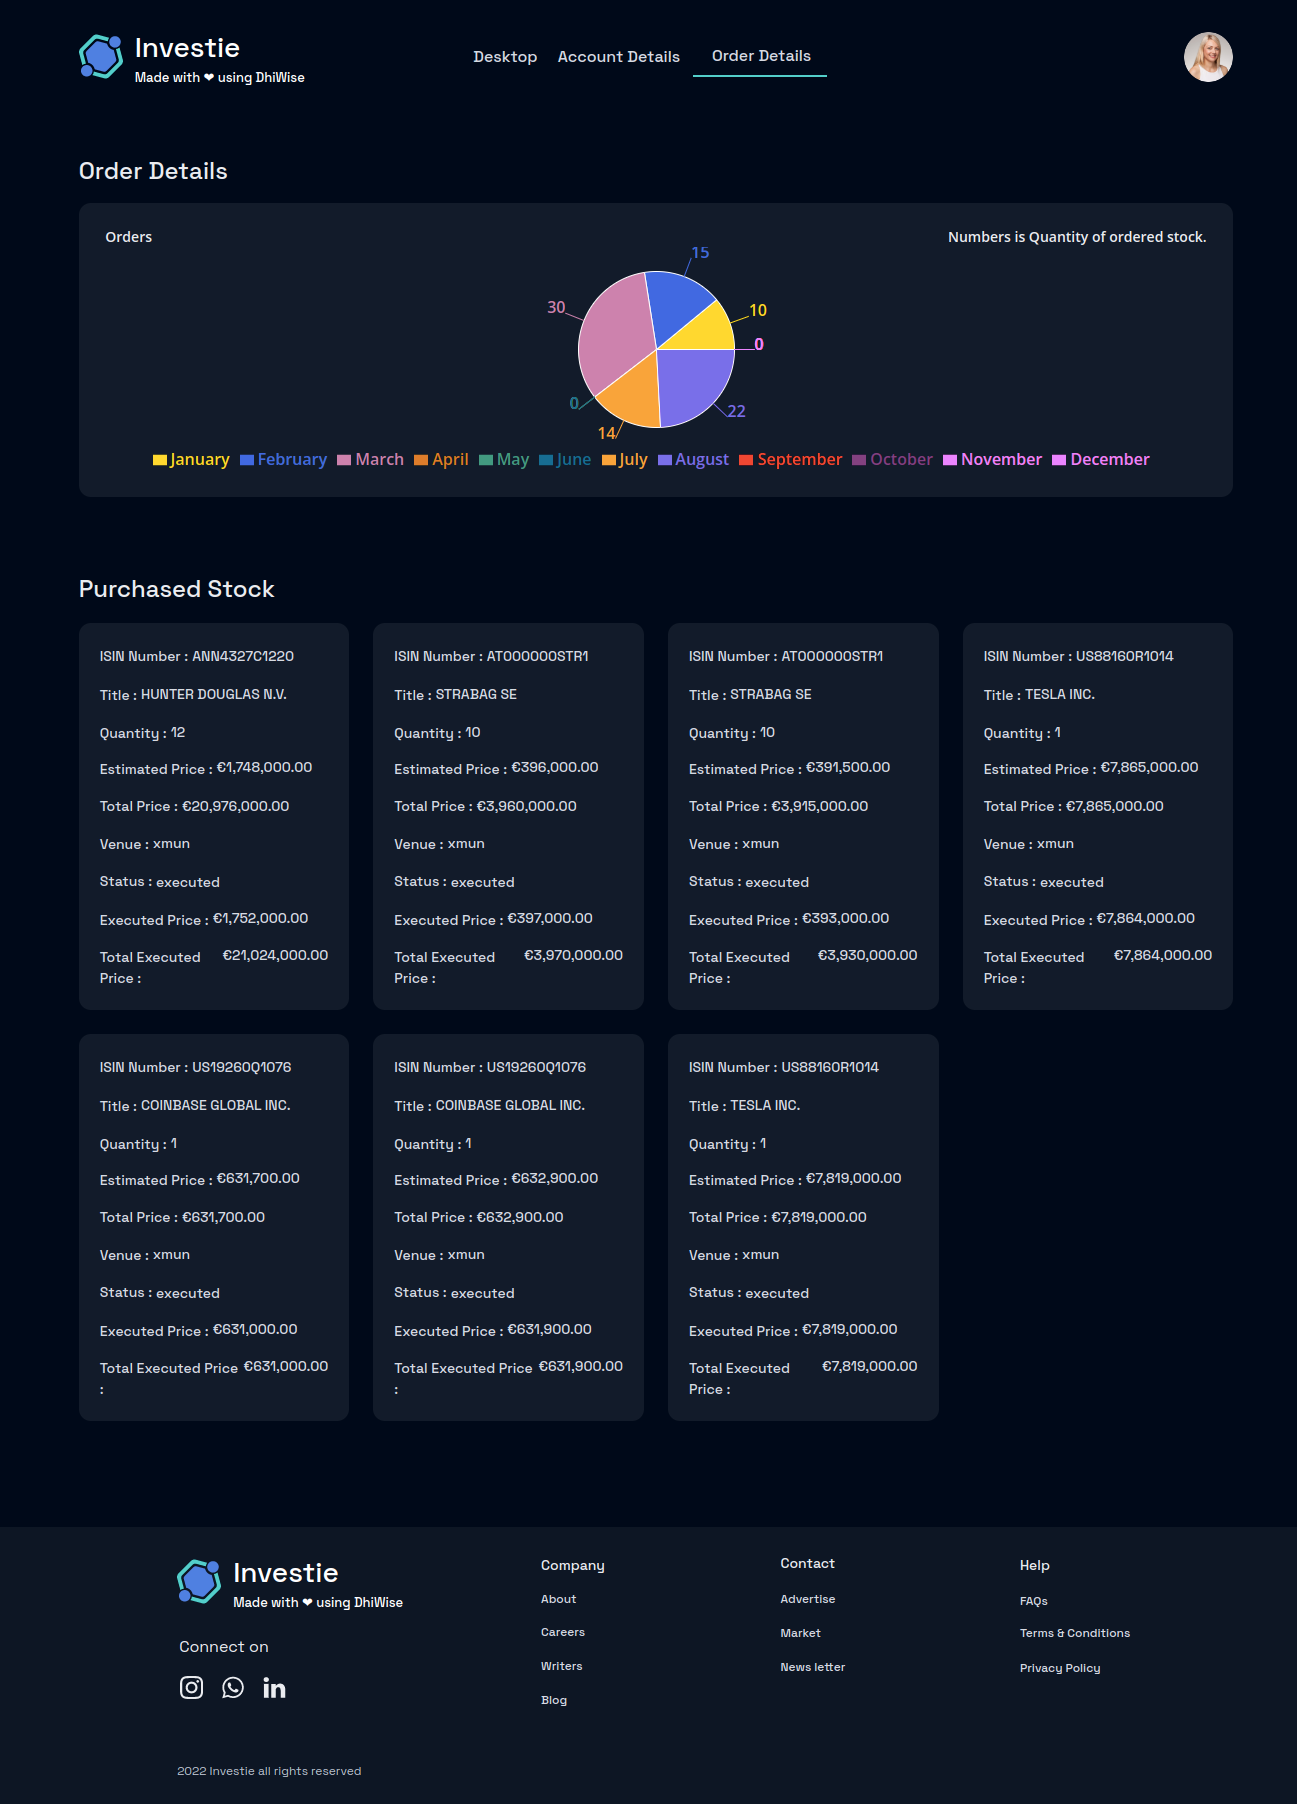 Investie
Made with ❤ using DhiWise
Desktop
Account Details
Order Details
Order Details
Orders
Numbers is Quantity of ordered stock.
15
30
10
0
0
22
14
January
February
March
April
May
June
July
August
September
October
November
December
Purchased Stock
ISIN Number : ANN4327C1220
Title : HUNTER DOUGLAS N.V.
Quantity : 12
Estimated Price : €1,748,000.00
Total Price : €20,976,000.00
Venue : xmun
Status : executed
Executed Price : €1,752,000.00
Total Executed €21,024,000.00
Price :
ISIN Number : AT000000STR1
Title : STRABAG SE
Quantity : 10
Estimated Price : €396,000.00
Total Price : €3,960,000.00
Venue : xmun
Status : executed
Executed Price : €397,000.00
Total Executed €3,970,000.00
Price :
ISIN Number : AT000000STR1
Title : STRABAG SE
Quantity : 10
Estimated Price : €391,500.00
Total Price : €3,915,000.00
Venue : xmun
Status : executed
Executed Price : €393,000.00
Total Executed €3,930,000.00
Price :
ISIN Number : US88160R1014
Title : TESLA INC.
Quantity : 1
Estimated Price : €7,865,000.00
Total Price : €7,865,000.00
Venue : xmun
Status : executed
Executed Price : €7,864,000.00
Total Executed €7,864,000.00
Price :
ISIN Number : US19260Q1076
Title : COINBASE GLOBAL INC.
Quantity : 1
Estimated Price : €631,700.00
Total Price : €631,700.00
Venue : xmun
Status : executed
Executed Price : €631,000.00
Total Executed Price €631,000.00
:
ISIN Number : US19260Q1076
Title : COINBASE GLOBAL INC.
Quantity : 1
Estimated Price : €632,900.00
Total Price : €632,900.00
Venue : xmun
Status : executed
Executed Price : €631,900.00
Total Executed Price €631,900.00
:
ISIN Number : US88160R1014
Title : TESLA INC.
Quantity : 1
Estimated Price : €7,819,000.00
Total Price : €7,819,000.00
Venue : xmun
Status : executed
Executed Price : €7,819,000.00
Total Executed €7,819,000.00
Price :
Investie
Made with ❤ using DhiWise
Connect on
Company
About
Careers
Writers
Blog
Contact
Advertise
Market
News letter
Help
FAQs
Terms & Conditions
Privacy Policy
2022 Investie all rights reserved